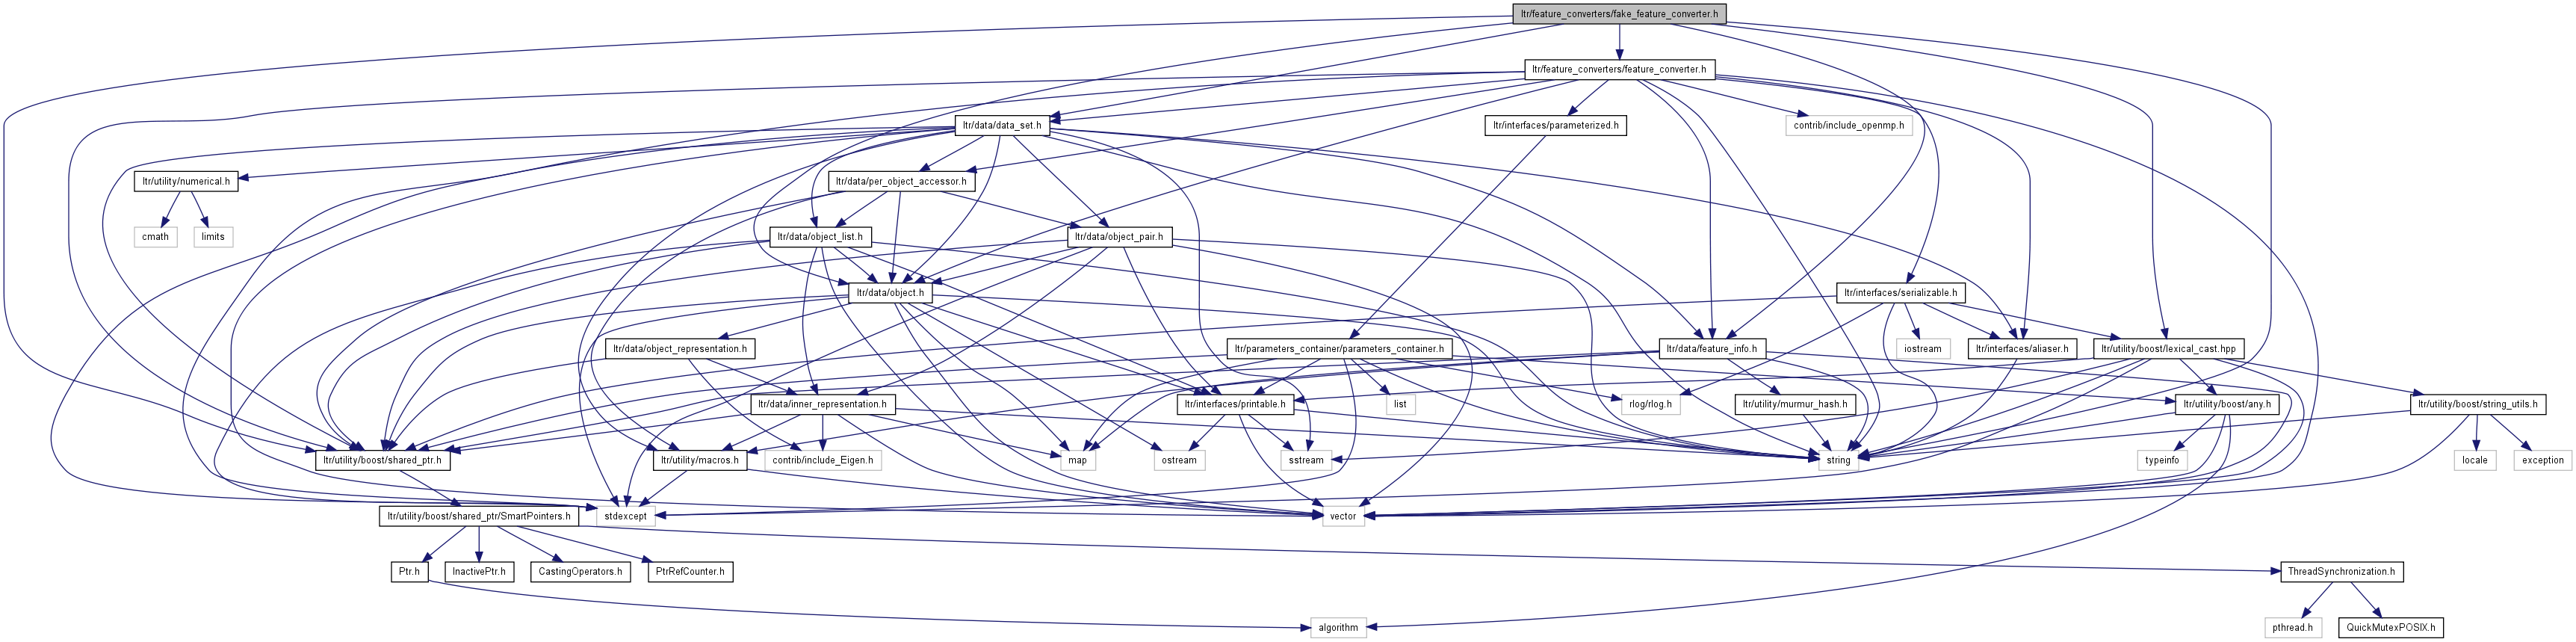 ltr/feature_converters/fake_feature_converter.h
ltr/feature_converters/feature_converter.h
ltr/data/data_set.h
ltr/interfaces/parameterized.h
contrib/include_openmp.h
ltr/utility/numerical.h
ltr/data/per_object_accessor.h
cmath
limits
ltr/data/object_list.h
ltr/data/object_pair.h
ltr/data/object.h
ltr/interfaces/serializable.h
ltr/data/object_representation.h
ltr/parameters_container/parameters_container.h
ltr/data/feature_info.h
iostream
ltr/interfaces/aliaser.h
ltr/utility/boost/lexical_cast.hpp
ltr/data/inner_representation.h
ltr/interfaces/printable.h
list
rlog/rlog.h
ltr/utility/murmur_hash.h
ltr/utility/boost/any.h
ltr/utility/boost/string_utils.h
ltr/utility/boost/shared_ptr.h
ltr/utility/macros.h
contrib/include_Eigen.h
map
ostream
sstream
string
typeinfo
locale
exception
ltr/utility/boost/shared_ptr/SmartPointers.h
stdexcept
vector
Ptr.h
InactivePtr.h
CastingOperators.h
PtrRefCounter.h
ThreadSynchronization.h
algorithm
pthread.h
QuickMutexPOSIX.h